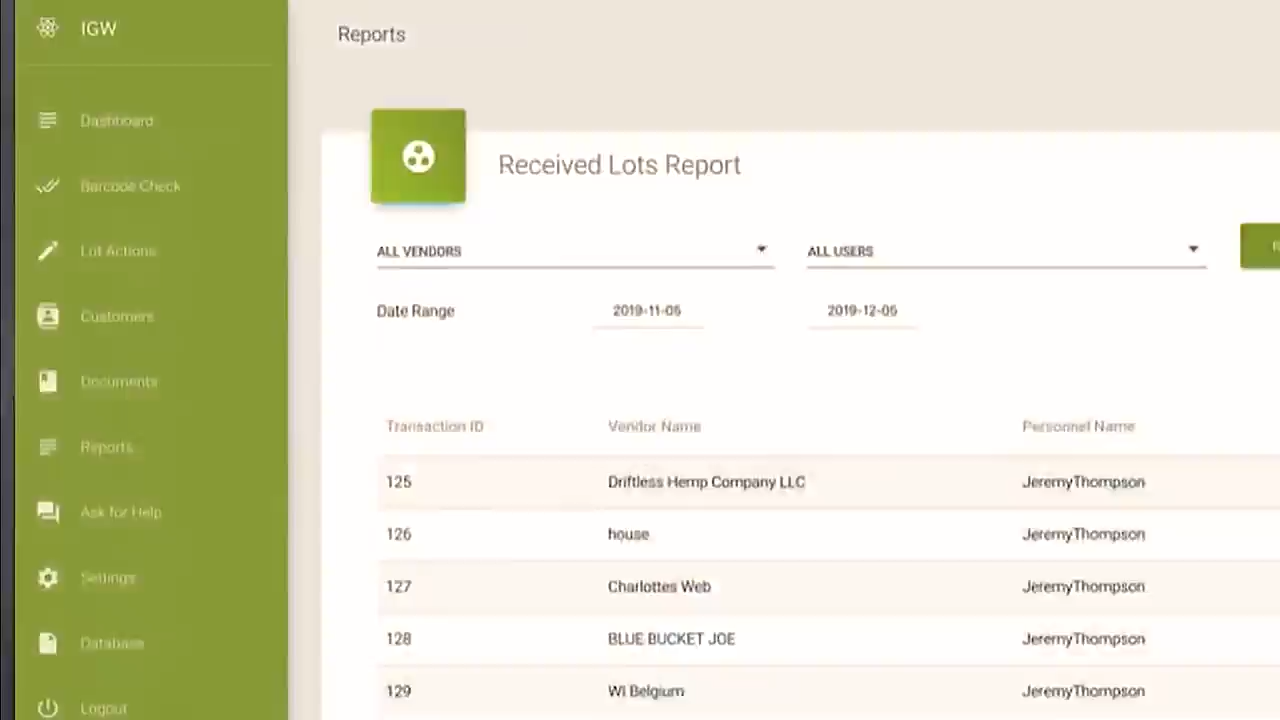 IGW
Dashboard
Barcode Check
Lot Actions
Customers
Documents
Reports
Ask for Help
Settings
Database
Logout
Reports
Received Lots Report
ALL VENDORS
ALL USERS
Date Range
2019-11-06
2019-12-06
Transaction ID Vendor Name Personnel Name
125 Driftless Hemp Company LLC JeremyThompson
126 house JeremyThompson
127 Charlottes Web JeremyThompson
128 BLUE BUCKET JOE JeremyThompson
129 WI Belgium JeremyThompson